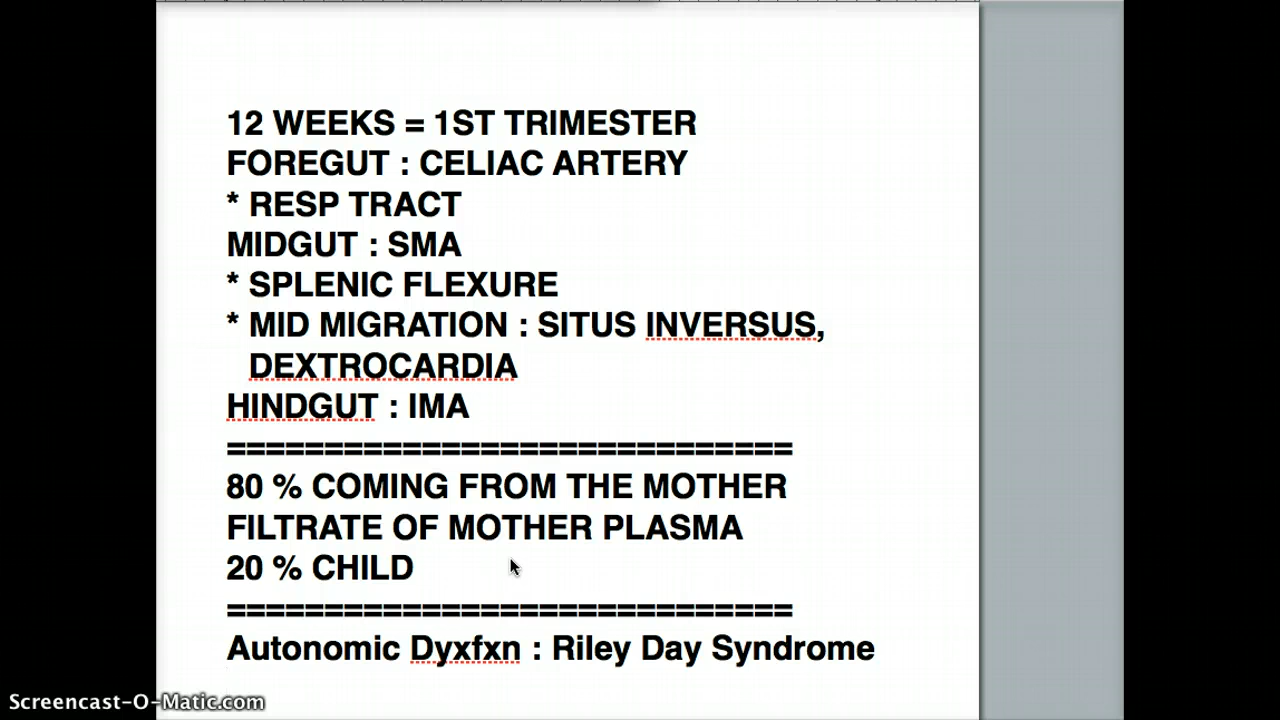 12 WEEKS = 1ST TRIMESTER
FOREGUT : CELIAC ARTERY
* RESP TRACT
MIDGUT : SMA
* SPLENIC FLEXURE
* MID MIGRATION : SITUS INVERSUS,
DEXTROCARDIA
HINDGUT : IMA
=============================
80 % COMING FROM THE MOTHER
FILTRATE OF MOTHER PLASMA
20 % CHILD
=============================
Autonomic Dyxfxn : Riley Day Syndrome
Screencast-O-Matic.com